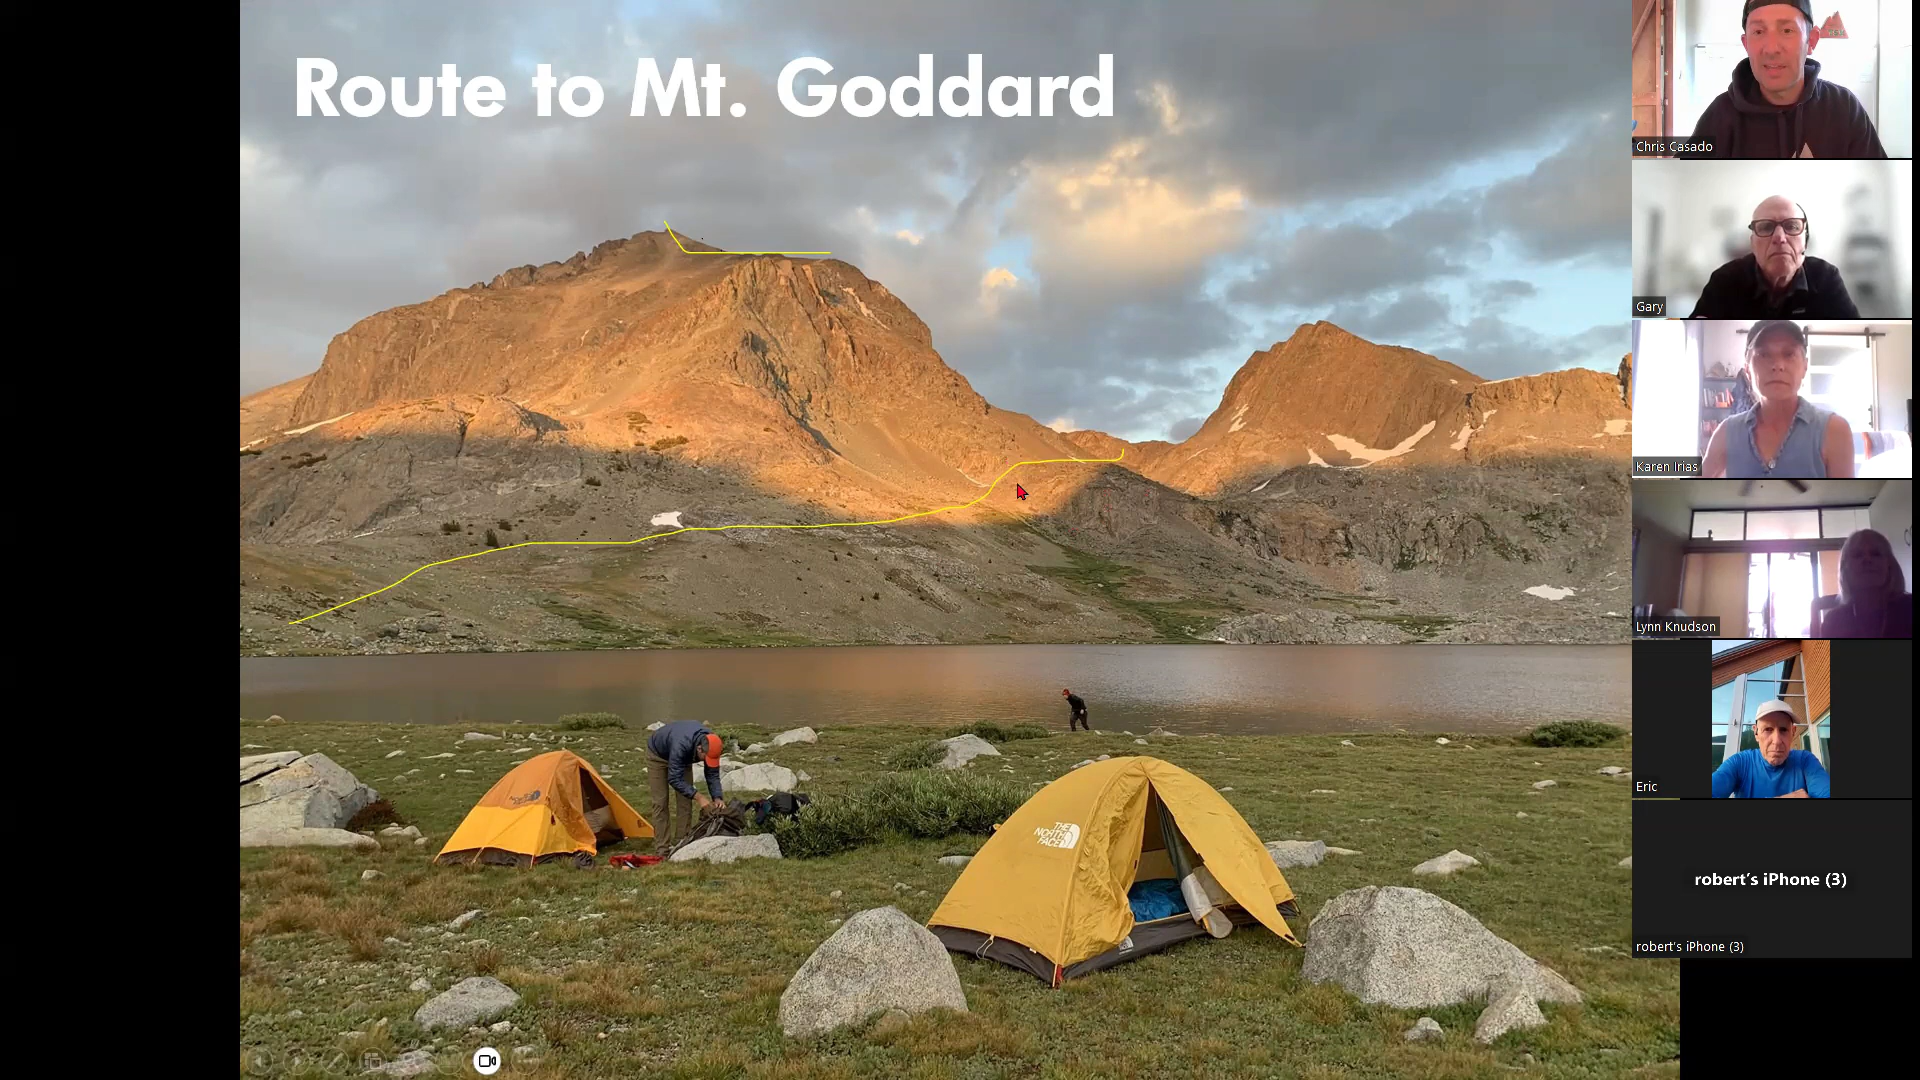 Route to Mt. Goddard
Chris Casado
Gary
Karen Irias
Lynn Knudson
Eric
robert's iPhone (3)
robert's iPhone (3)
THE
NORTH
FACE